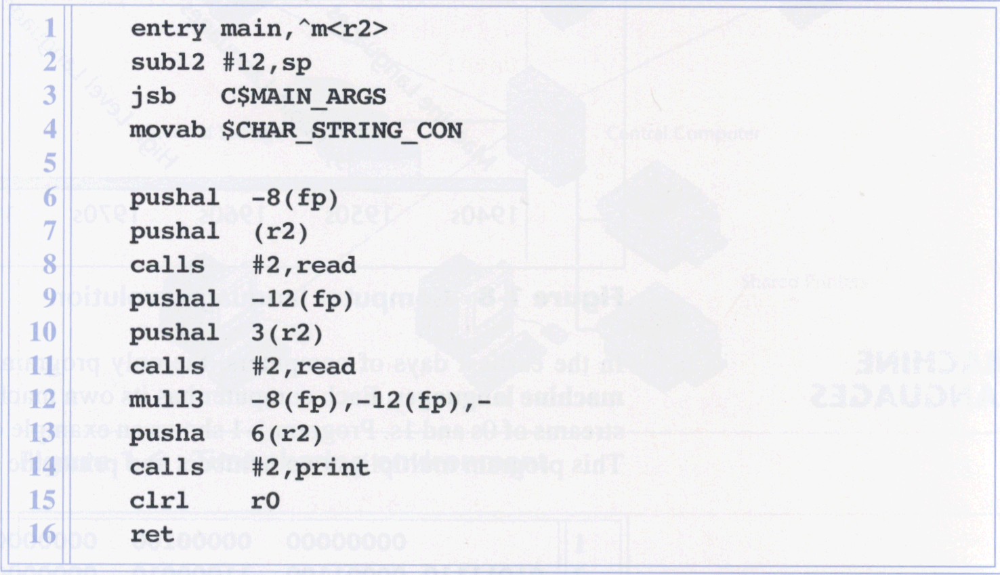 1 entry main,^m<r2>
2 subl2 #12,sp
3 jsb C$MAIN_ARGS
4 movab $CHAR_STRING_CON
5
6 pushal -8(fp)
7 pushal (r2)
8 calls #2,read
9 pushal -12(fp)
10 pushal 3(r2)
11 calls #2,read
12 mull3 -8(fp),-12(fp),-
13 pusha 6(r2)
14 calls #2,print
15 clrl r0
16 ret